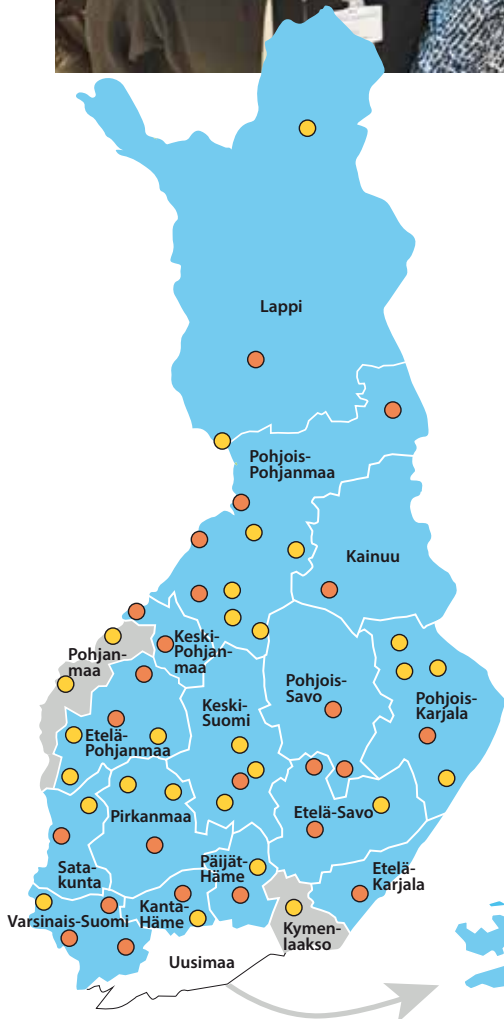 Lappi
Pohjois-
Pohjanmaa
Kainuu
Keski-
Pohjan-
maa
Pohjan-
maa
Pohjois-
Savo
Pohjois-
Karjala
Keski-
Suomi
Etelä-
Pohjanmaa
Pirkanmaa
Etelä-Savo
Päijät-
Häme
Etelä-
Karjala
Sata-
kunta
Kanta-
Häme
Varsinais-Suomi
Kymen-
laakso
Uusimaa